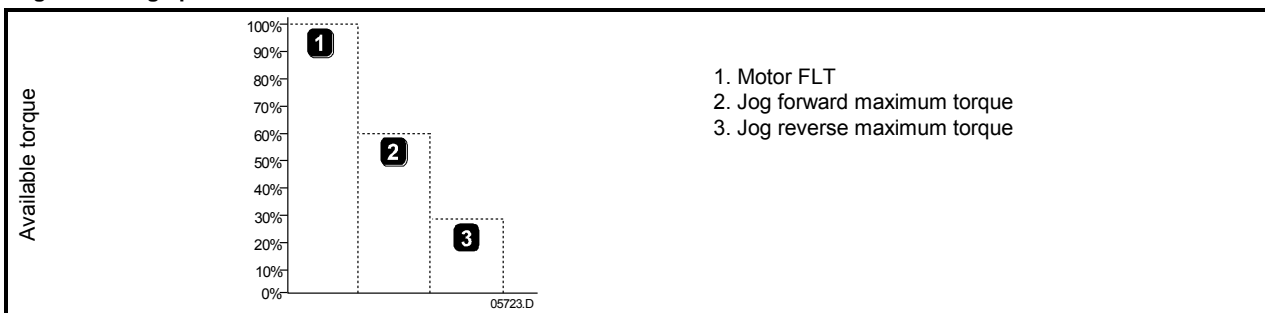 Available torque
100%
90%
80%
70%
60%
50%
40%
30%
20%
10%
0%
1
2
3
05723.D
1. Motor FLT
2. Jog forward maximum torque
3. Jog reverse maximum torque